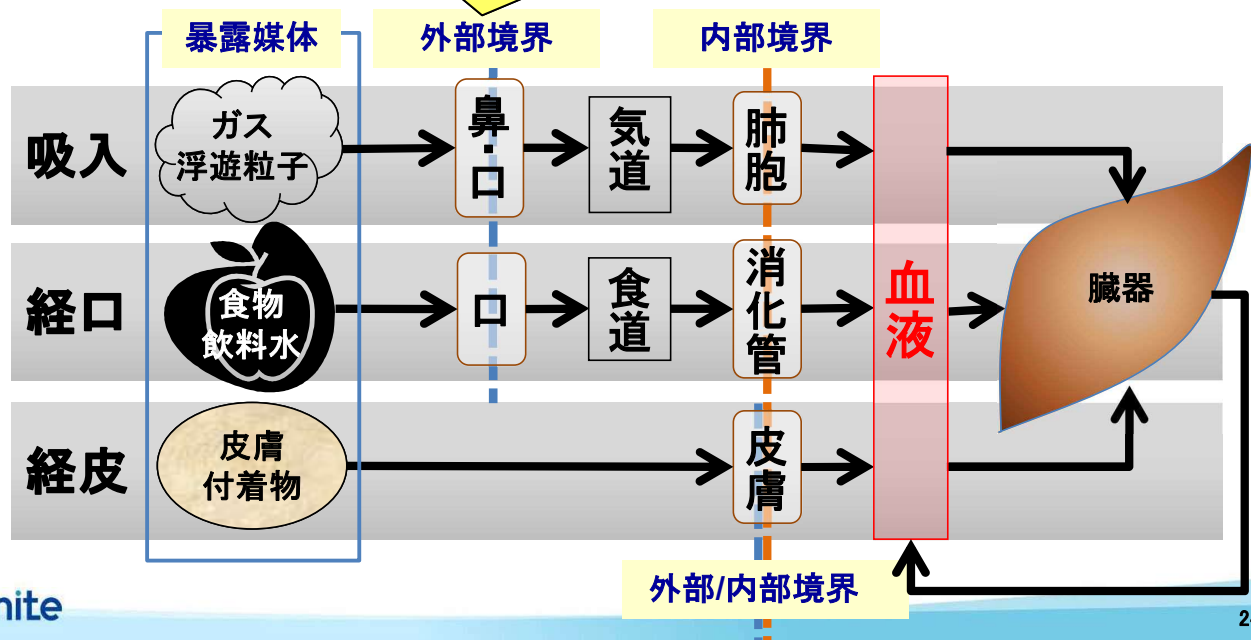 暴露媒体
外部境界
内部境界
吸入
ガス
浮遊粒子
鼻・口
気道
肺胞
経口
食物
飲料水
口
食道
消化管
血液
臓器
経皮
皮膚
付着物
皮膚
外部/内部境界
nite